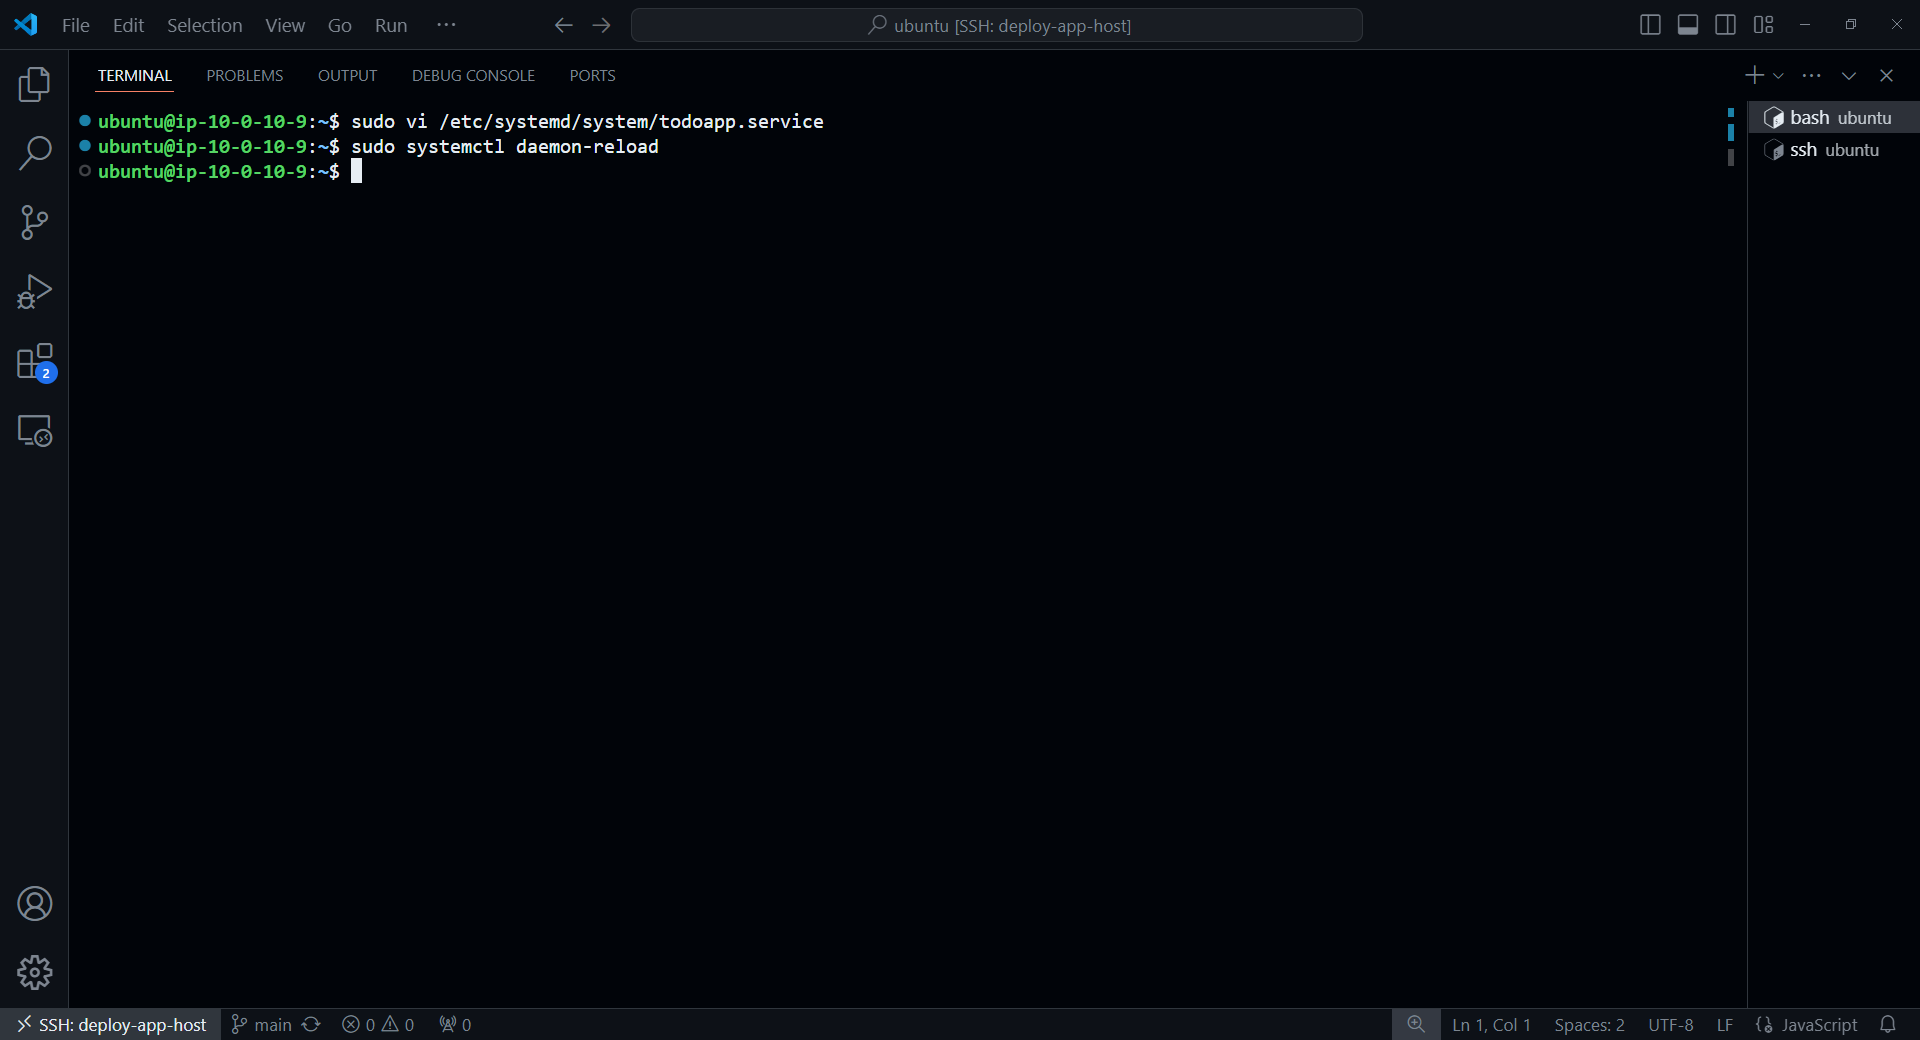 File Edit Selection View Go Run ··· ubuntu [SSH: deploy-app-host]
TERMINAL PROBLEMS OUTPUT DEBUG CONSOLE PORTS
ubuntu@ip-10-0-10-9:~$ sudo vi /etc/systemd/system/todoapp.service
ubuntu@ip-10-0-10-9:~$ sudo systemctl daemon-reload
ubuntu@ip-10-0-10-9:~$
bash ubuntu
ssh ubuntu
2
SSH: deploy-app-host main 0 0 0 Ln 1, Col 1 Spaces: 2 UTF-8 LF JavaScript